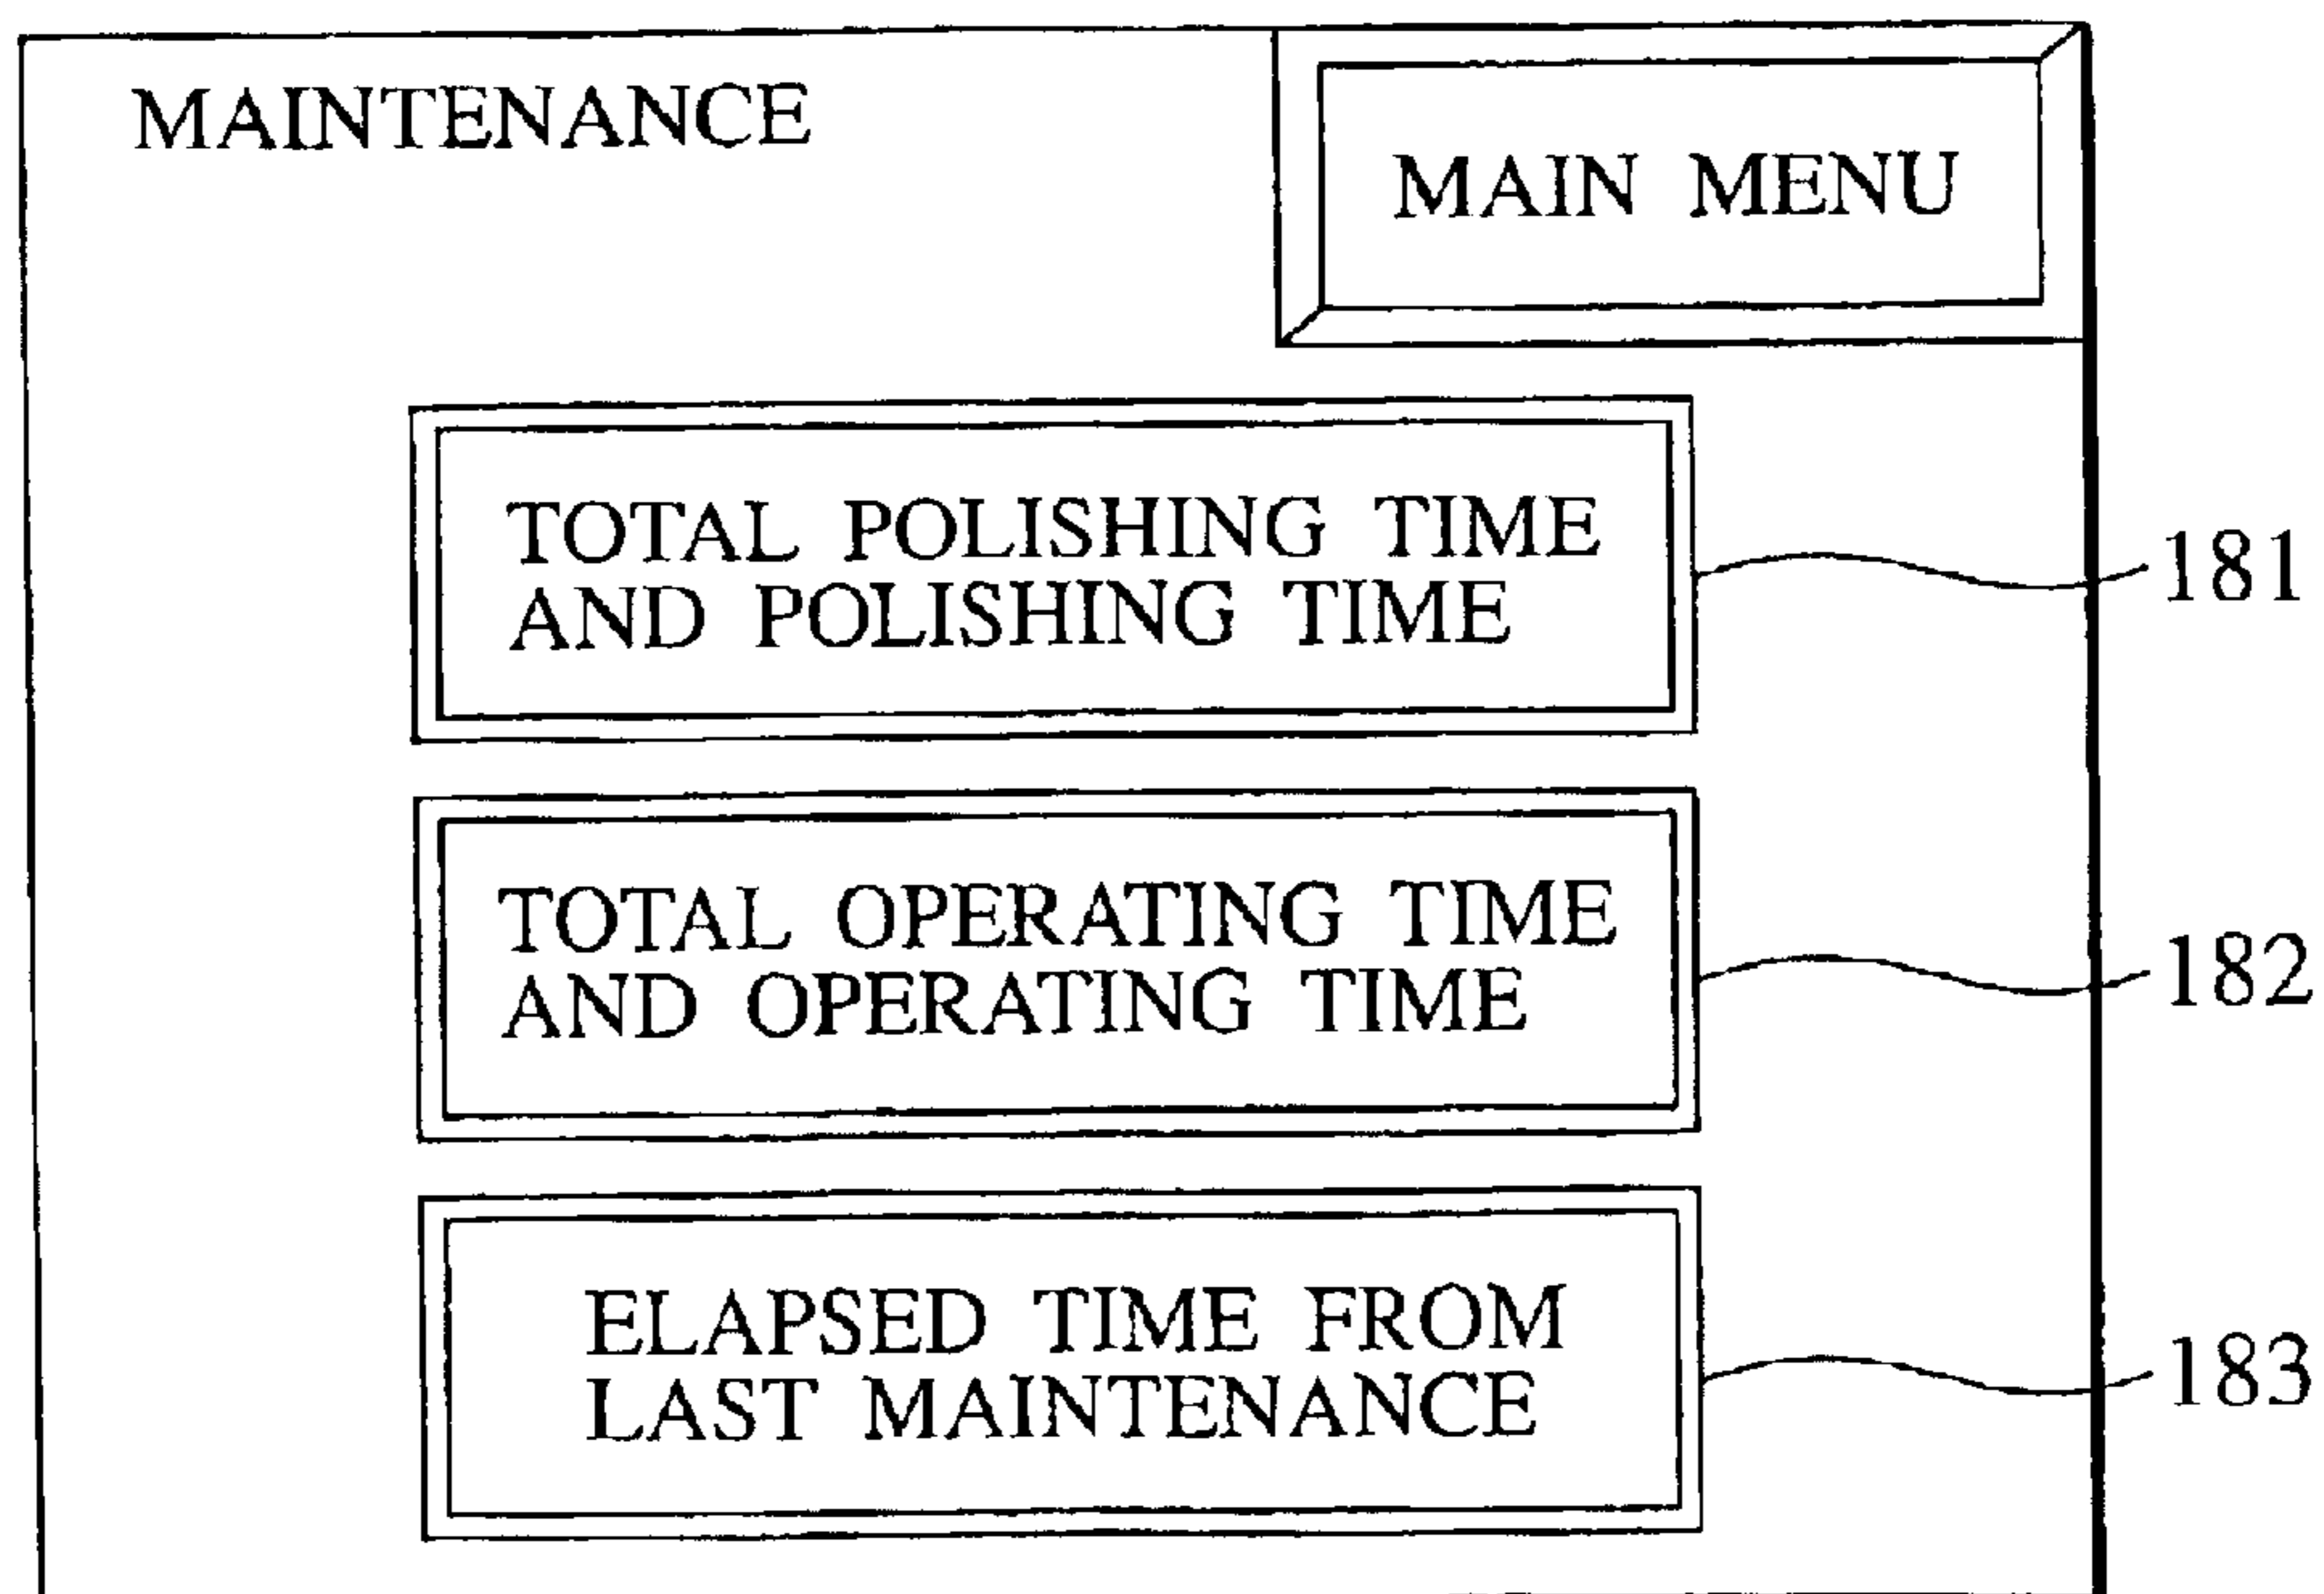 MAINTENANCE
MAIN MENU
TOTAL POLISHING TIME
AND POLISHING TIME
181
TOTAL OPERATING TIME
AND OPERATING TIME
182
ELAPSED TIME FROM
LAST MAINTENANCE
183